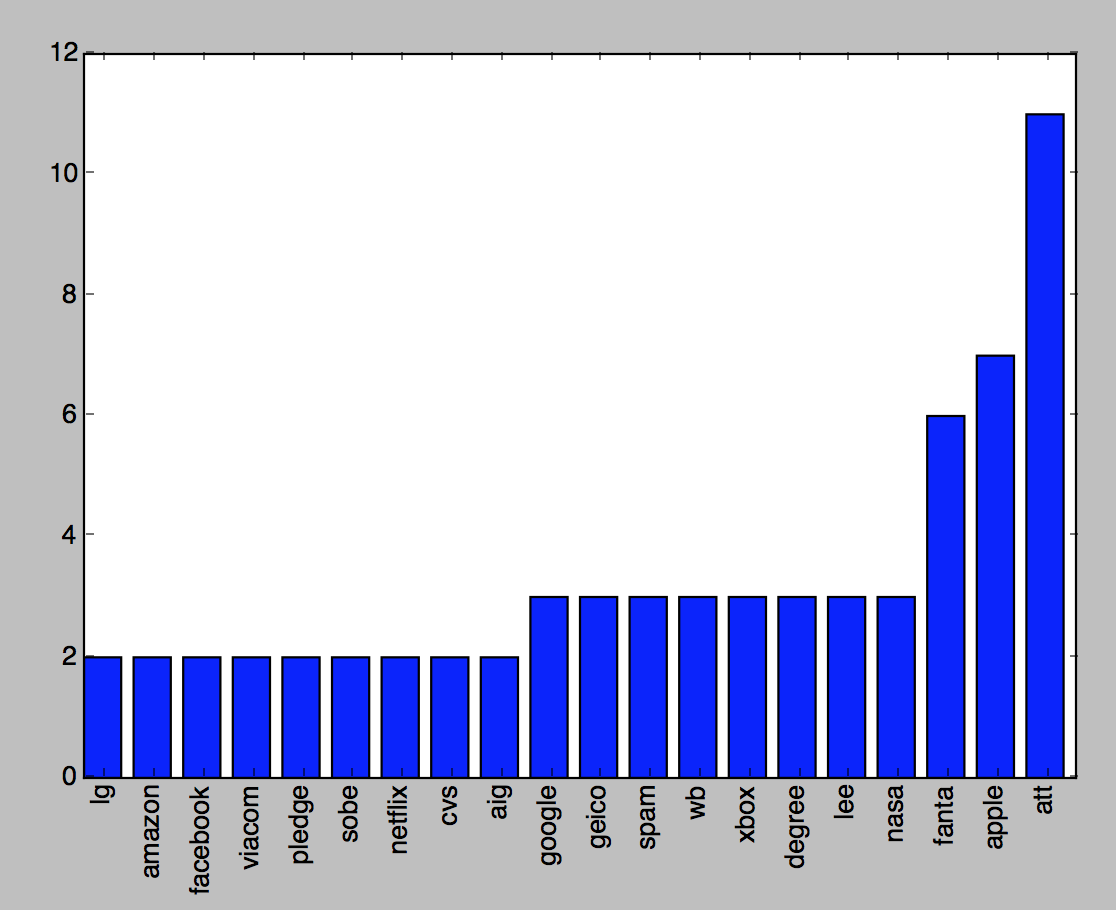 12
10
8
6
4
2
0
lg
amazon
facebook
viacom
pledge
sobe
netflix
cvs
aig
google
geico
spam
wb
xbox
degree
lee
nasa
fanta
apple
att